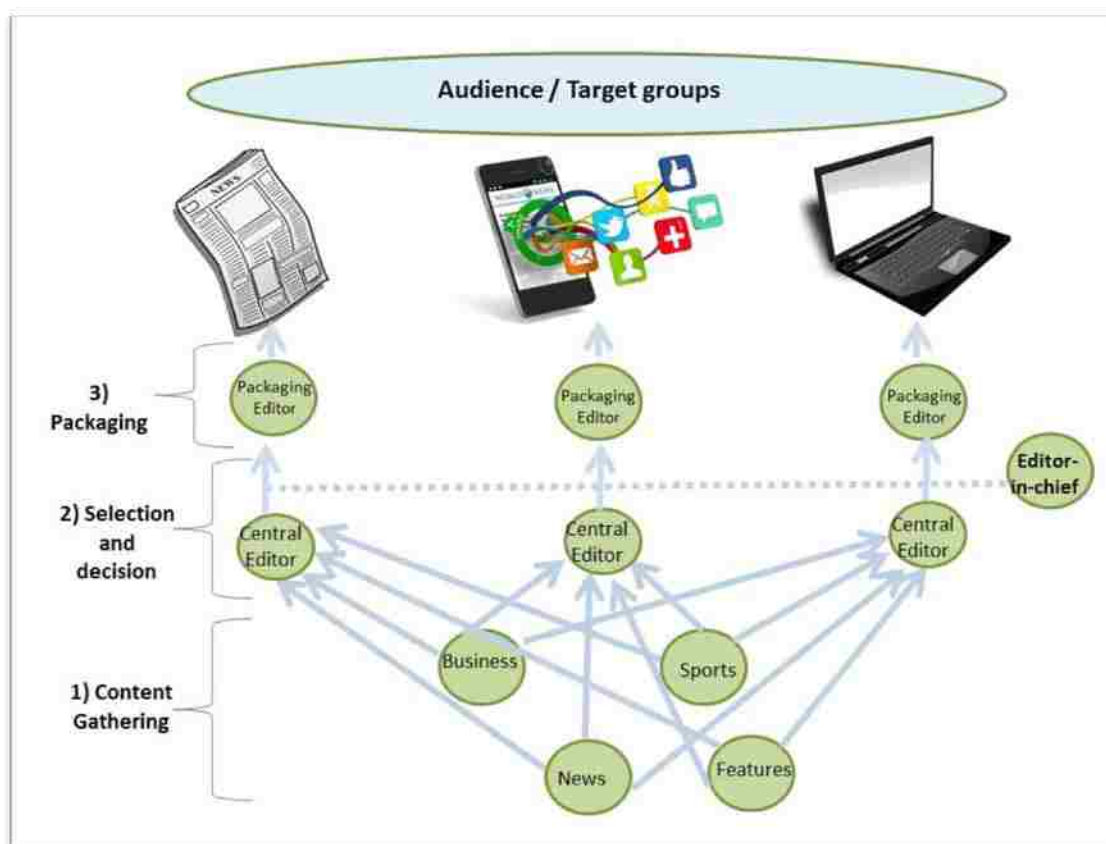 Audience / Target groups
NEWS
3)
Packaging
Packaging
Editor
Packaging
Editor
Packaging
Editor
Editor-
in-chief
2) Selection
and
decision
Central
Editor
Central
Editor
Central
Editor
1) Content
Gathering
Business
Sports
News
Features